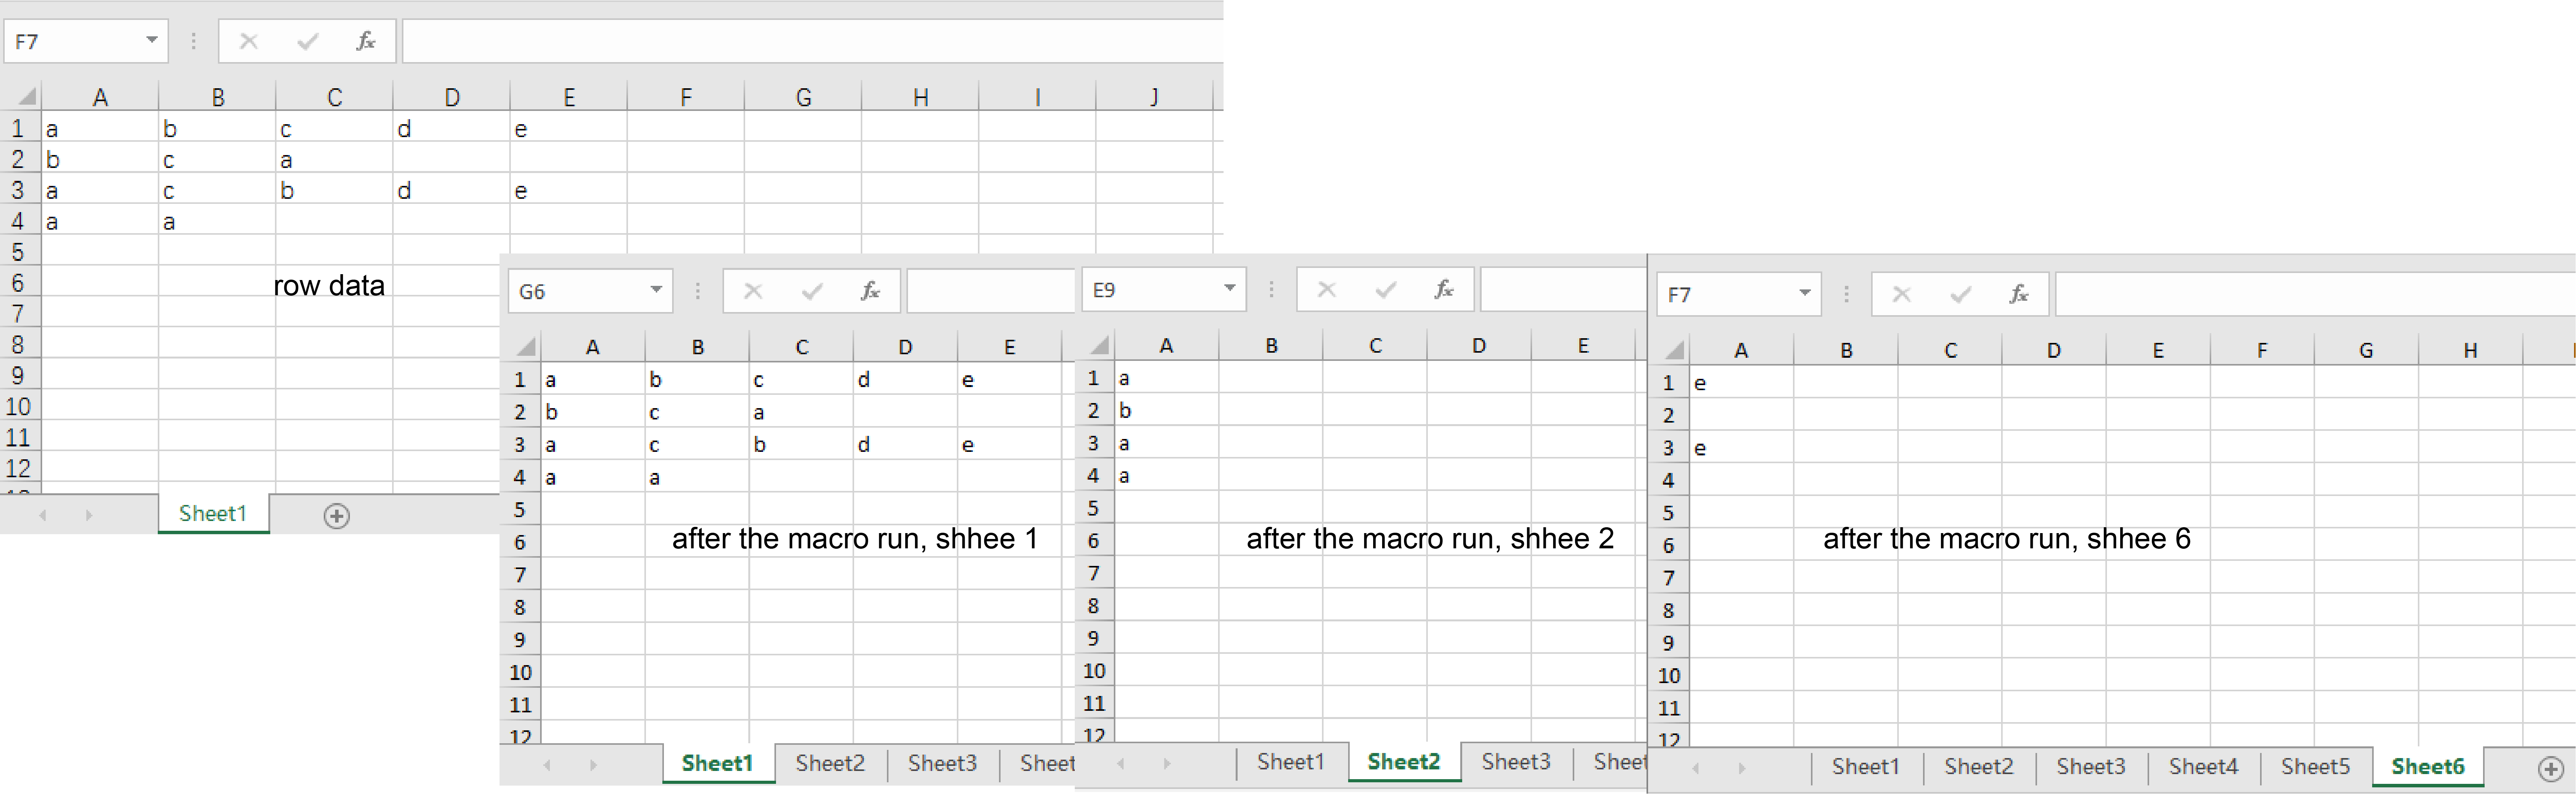 F7
fx
A B C D E F G H I J
1 a b c d e
2 b c a
3 a c b d e
4 a a
5
6
row data
7
8
9
10
11
12
Sheet1
G6
fx
A B C D E
1 a b c d e
2 b c a
3 a c b d e
4 a a
5
6
after the macro run, shhee 1
7
8
9
10
11
12
Sheet1 Sheet2 Sheet3 Sheet
E9
fx
A B C D E
1 a
2 b
3 a
4 a
5
6
after the macro run, shhee 2
7
8
9
10
11
12
Sheet1 Sheet2 Sheet3 Sheet
F7
fx
A B C D E F G H
1 e
2
3 e
4
5
6
after the macro run, shhee 6
7
8
9
10
11
12
Sheet1 Sheet2 Sheet3 Sheet4 Sheet5 Sheet6